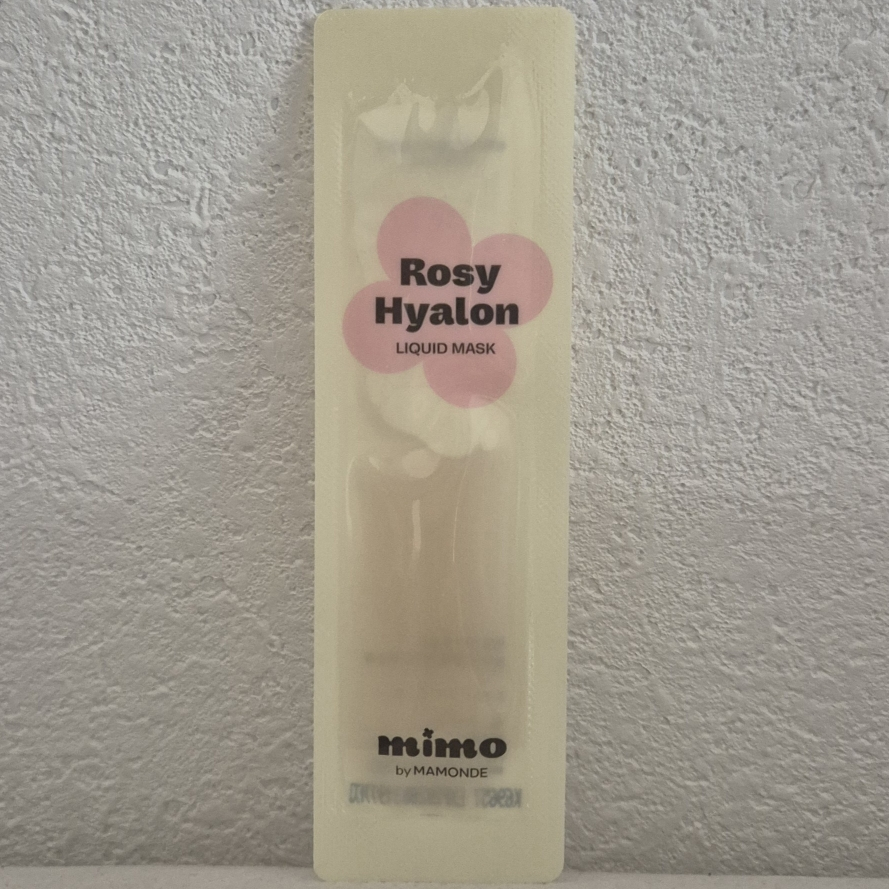 Rosy
Hyalon
LIQUID MASK
mimo
by MAMONDE